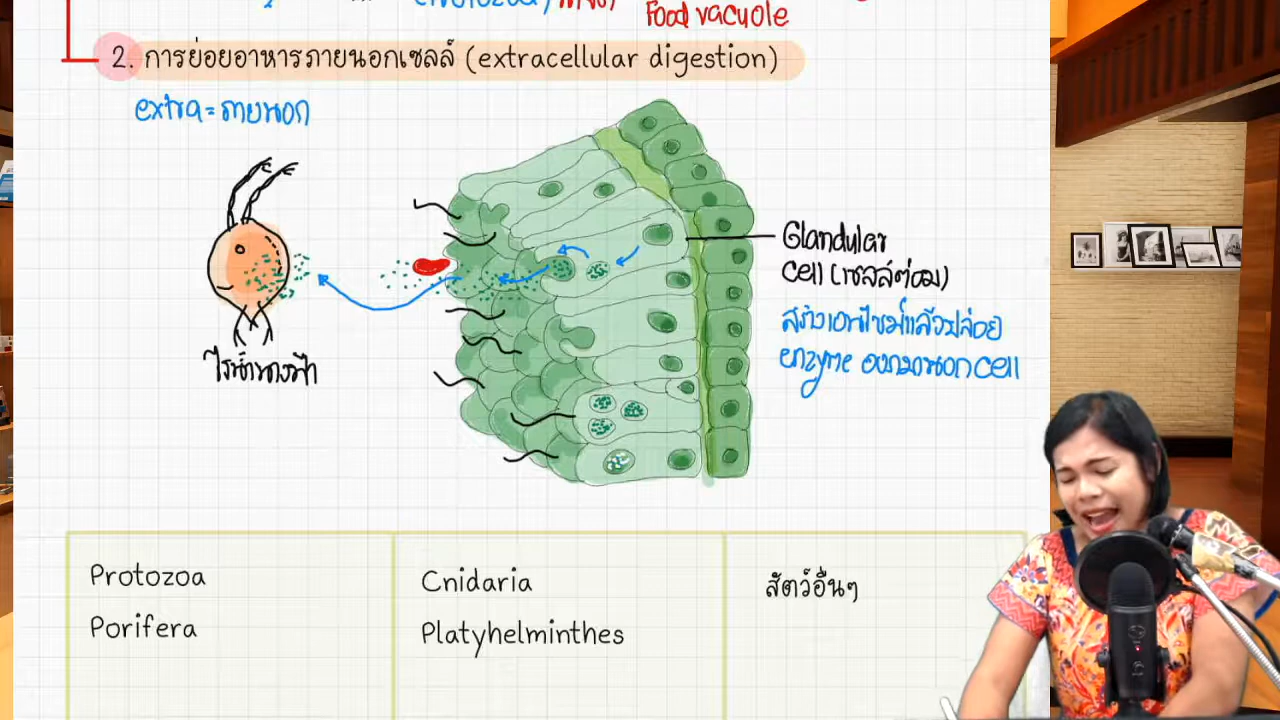 Food vacuole
2. การย่อยอาหารภายนอกเซลล์ (extracellular digestion)
extra = ภายนอก
Glandular
cell (เซลล์ต่อม)
สร้างเอนไซม์แล้วปล่อย
enzyme ออกมานอก cell
ไรน้ำนางฟ้า
Protozoa
Porifera
Cnidaria
Platyhelminthes
สัตว์อื่นๆ